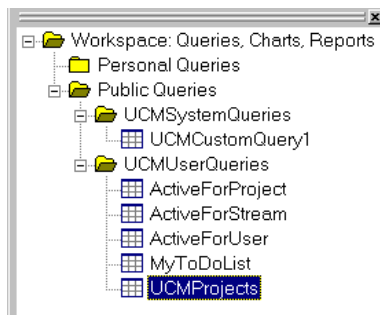 Workspace: Queries, Charts, Reports
Personal Queries
Public Queries
UCMSystemQueries
UCMCustomQuery1
UCMUserQueries
ActiveForProject
ActiveForStream
ActiveForUser
MyToDoList
UCMProjects